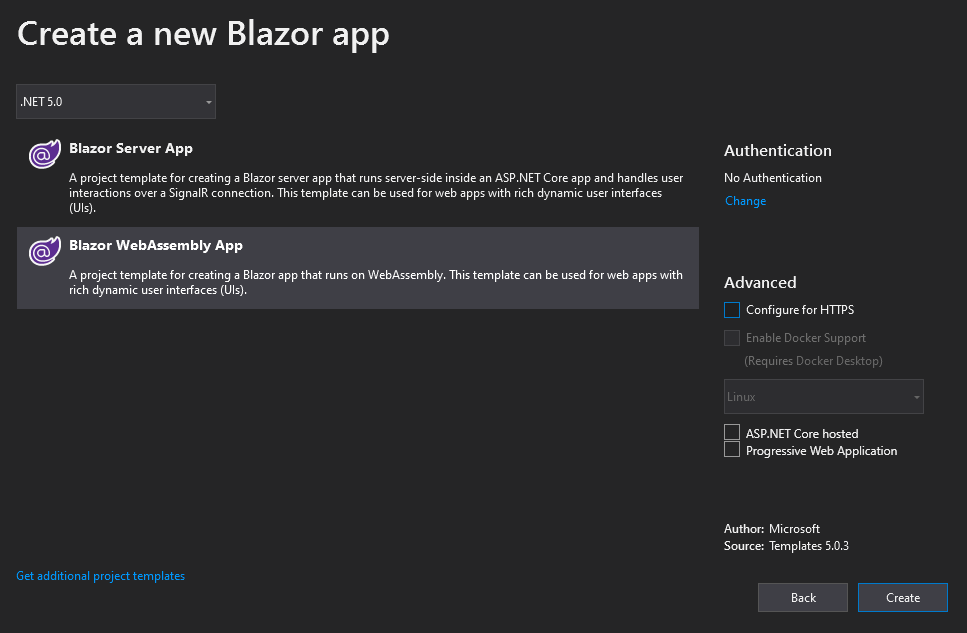 Create a new Blazor app
.NET 5.0
Blazor Server App
A project template for creating a Blazor server app that runs server-side inside an ASP.NET Core app and handles user
interactions over a SignalR connection. This template can be used for web apps with rich dynamic user interfaces
(UIs).
Blazor WebAssembly App
A project template for creating a Blazor app that runs on WebAssembly. This template can be used for web apps with
rich dynamic user interfaces (UIs).
Get additional project templates
Authentication
No Authentication
Change
Advanced
Configure for HTTPS
Enable Docker Support
(Requires Docker Desktop)
Linux
ASP.NET Core hosted
Progressive Web Application
Author: Microsoft
Source: Templates 5.0.3
Back
Create